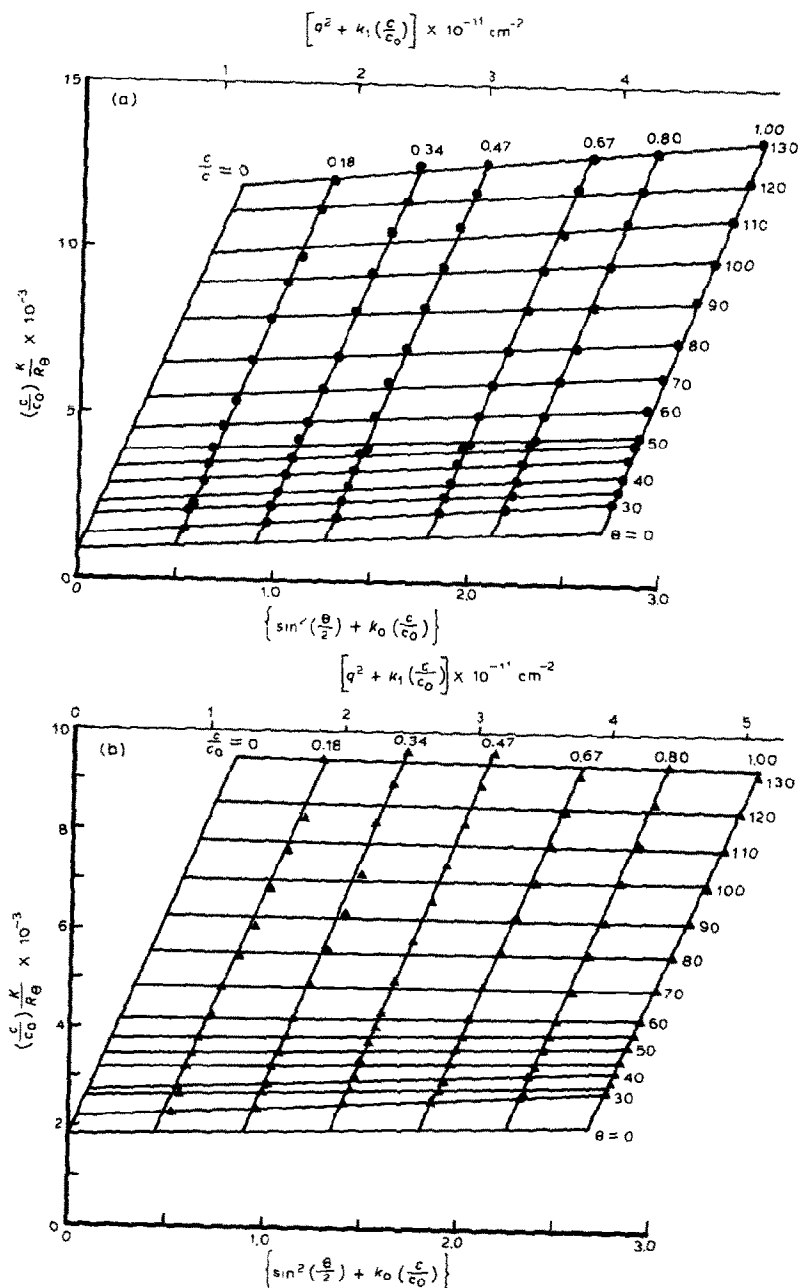 [q² + k₁(c/c₀)] × 10⁻¹¹ cm⁻²
1 2 3 4
15
(a)
c/c = 0
0.18
0.34
0.47
0.67
0.80
1.00
130
120
110
10
100
90
80
70
60
5
50
40
30
θ = 0
0
(c/c₀) K/Rθ × 10⁻³
0 1.0 2.0 3.0
{sin²(θ/2) + k₀(c/c₀)}
[q² + k₁(c/c₀)] × 10⁻¹¹ cm⁻²
0 1 2 3 4 5
10
(b)
c/c₀ = 0
0.18
0.34
0.47
0.67
0.80
1.00
130
120
8
110
100
90
6
80
70
60
4
50
40
30
2
θ = 0
0
(c/c₀) K/Rθ × 10⁻³
0 1.0 2.0 3.0
{sin²(θ/2) + k₀(c/c₀)}